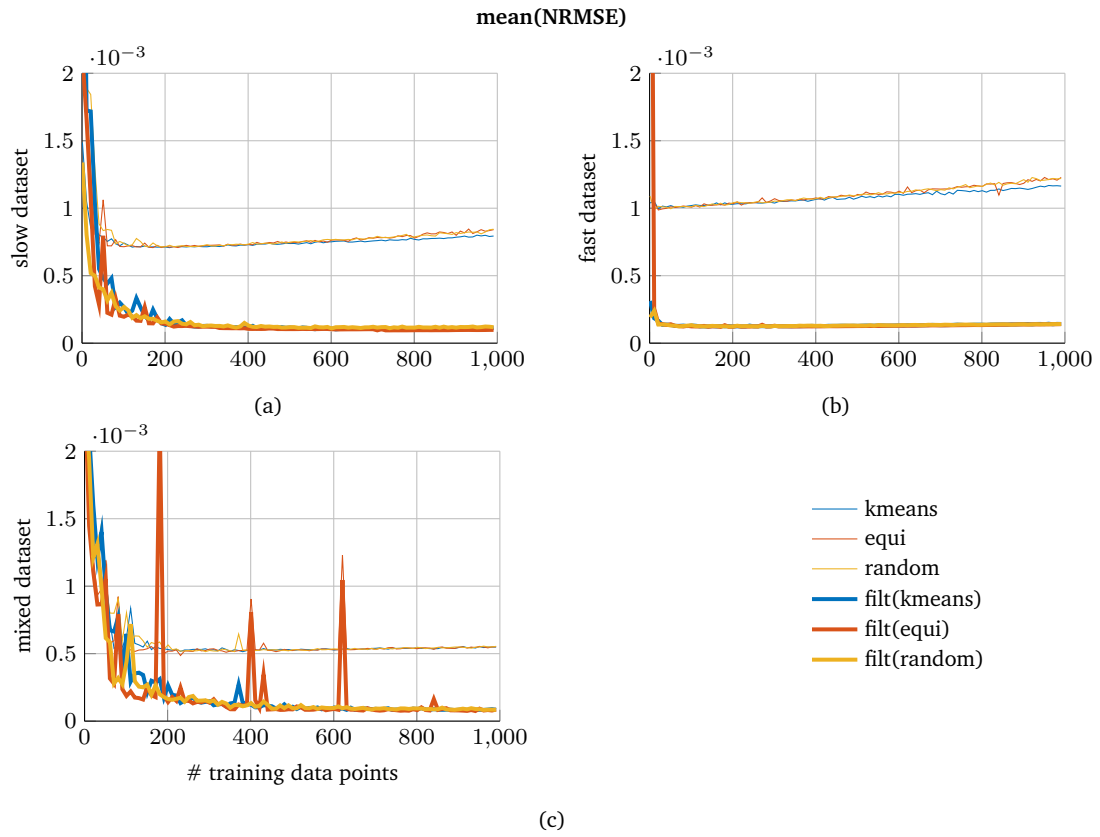 mean(NRMSE)
·10−3
2
1.5
1
0.5
0
0
200
400
600
800
1,000
slow dataset
(a)
·10−3
2
1.5
1
0.5
0
0
200
400
600
800
1,000
fast dataset
(b)
·10−3
2
1.5
1
0.5
0
0
200
400
600
800
1,000
mixed dataset
# training data points
(c)
kmeans
equi
random
filt(kmeans)
filt(equi)
filt(random)